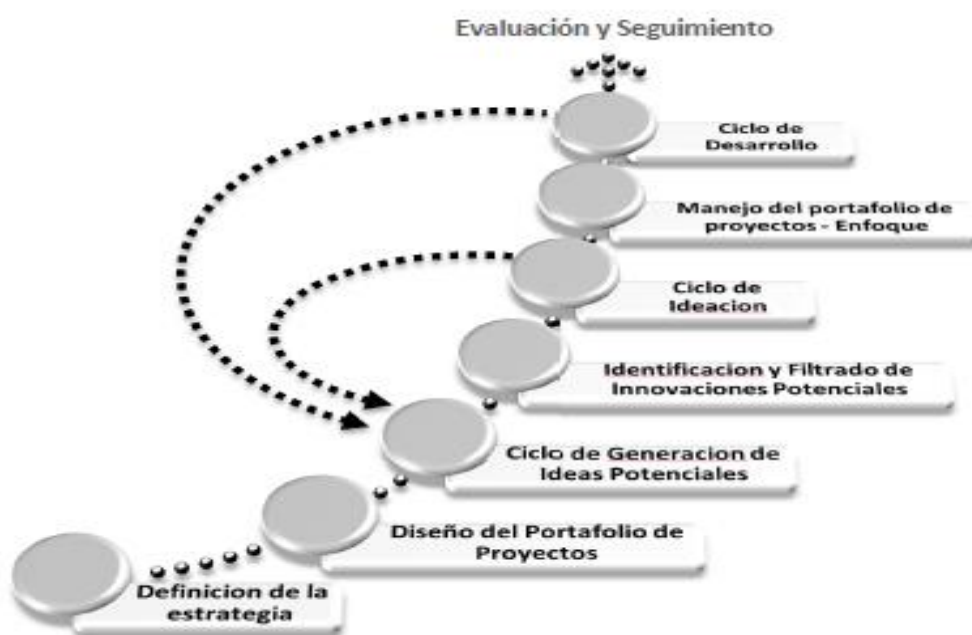 Evaluación y Seguimiento
Ciclo de
Desarrollo
Manejo del portafolio de
proyectos - Enfoque
Ciclo de
Ideacion
Identificacion y Filtrado de
Innovaciones Potenciales
Ciclo de Generacion de
Ideas Potenciales
Diseño del Portafolio de
Proyectos
Definicion de la
estrategia